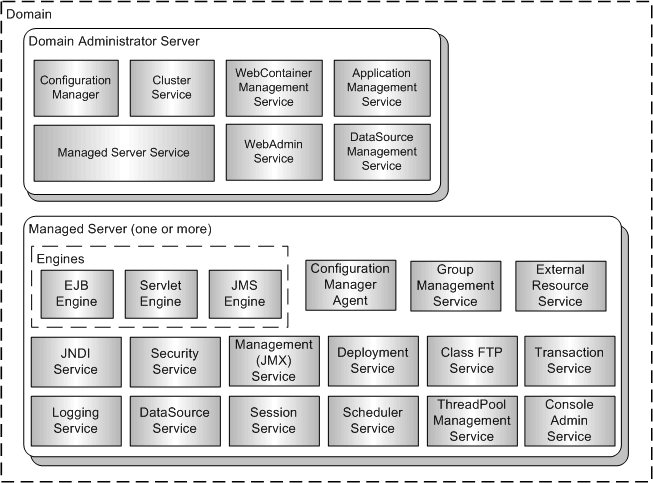 Domain
Domain Administrator Server
Configuration
Manager
Cluster
Service
WebContainer
Management
Service
Application
Management
Service
Managed Server Service
WebAdmin
Service
DataSource
Management
Service
Managed Server (one or more)
Engines
EJB
Engine
Servlet
Engine
JMS
Engine
Configuration
Manager
Agent
Group
Management
Service
External
Resource
Service
JNDI
Service
Security
Service
Management
(JMX)
Service
Deployment
Service
Class FTP
Service
Transaction
Service
Logging
Service
DataSource
Service
Session
Service
Scheduler
Service
ThreadPool
Management
Service
Console
Admin
Service